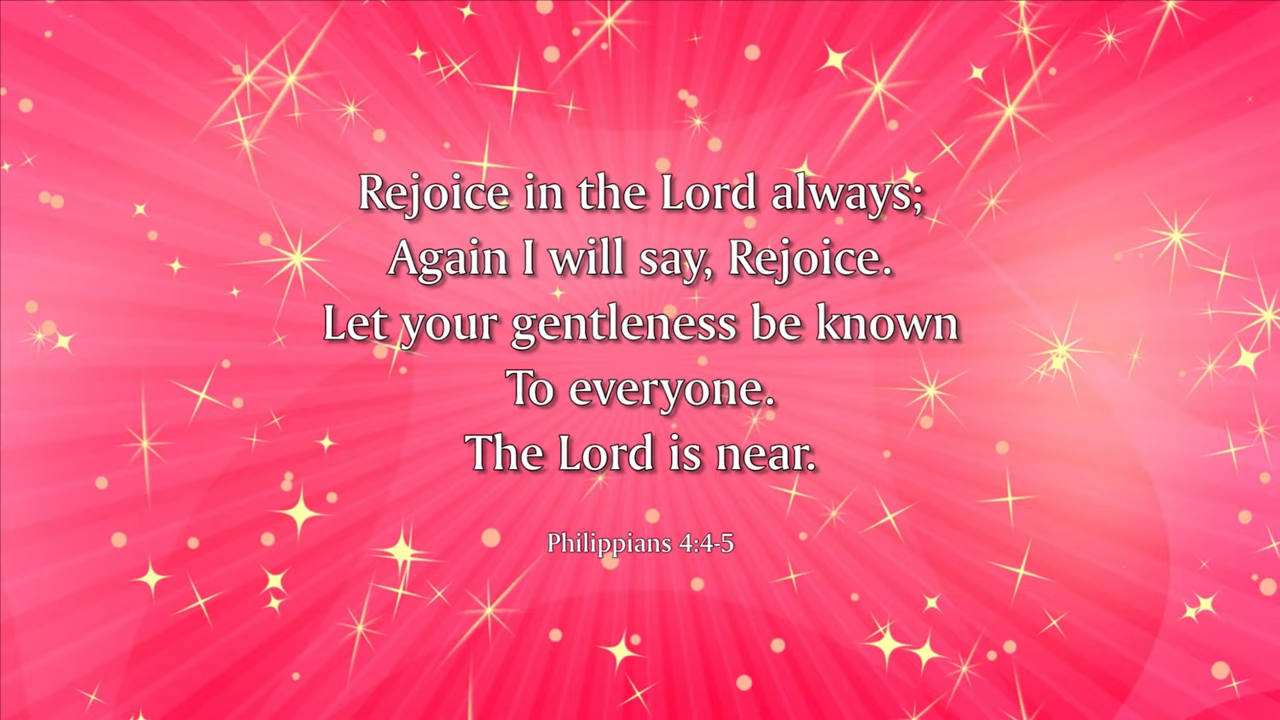 Rejoice in the Lord always;
Again I will say, Rejoice.
Let your gentleness be known
To everyone.
The Lord is near.
Philippians 4:4-5